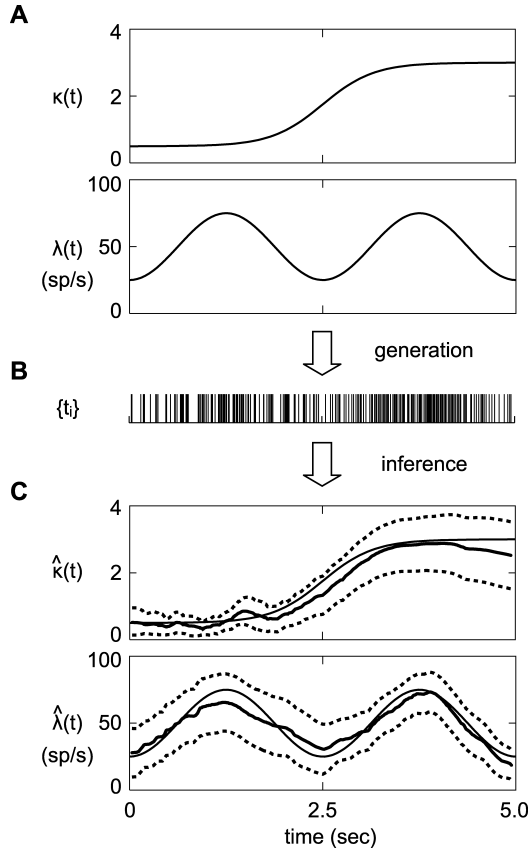 A
4
κ(t)
2
0
100
λ(t)
50
(sp/s)
0
generation
B
{ti}
inference
C
4
κ̂(t)
2
0
100
λ̂(t)
50
(sp/s)
0
0 2.5 5.0
time (sec)